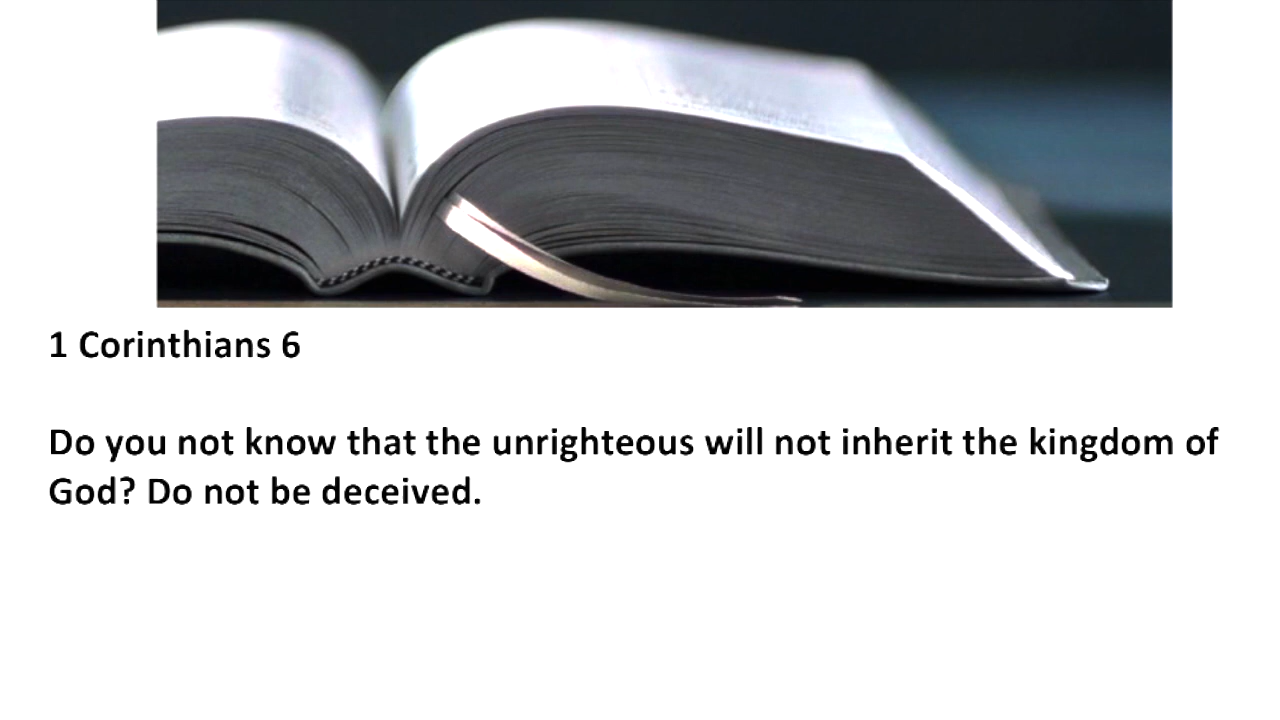 1 Corinthians 6
Do you not know that the unrighteous will not inherit the kingdom of
God? Do not be deceived.